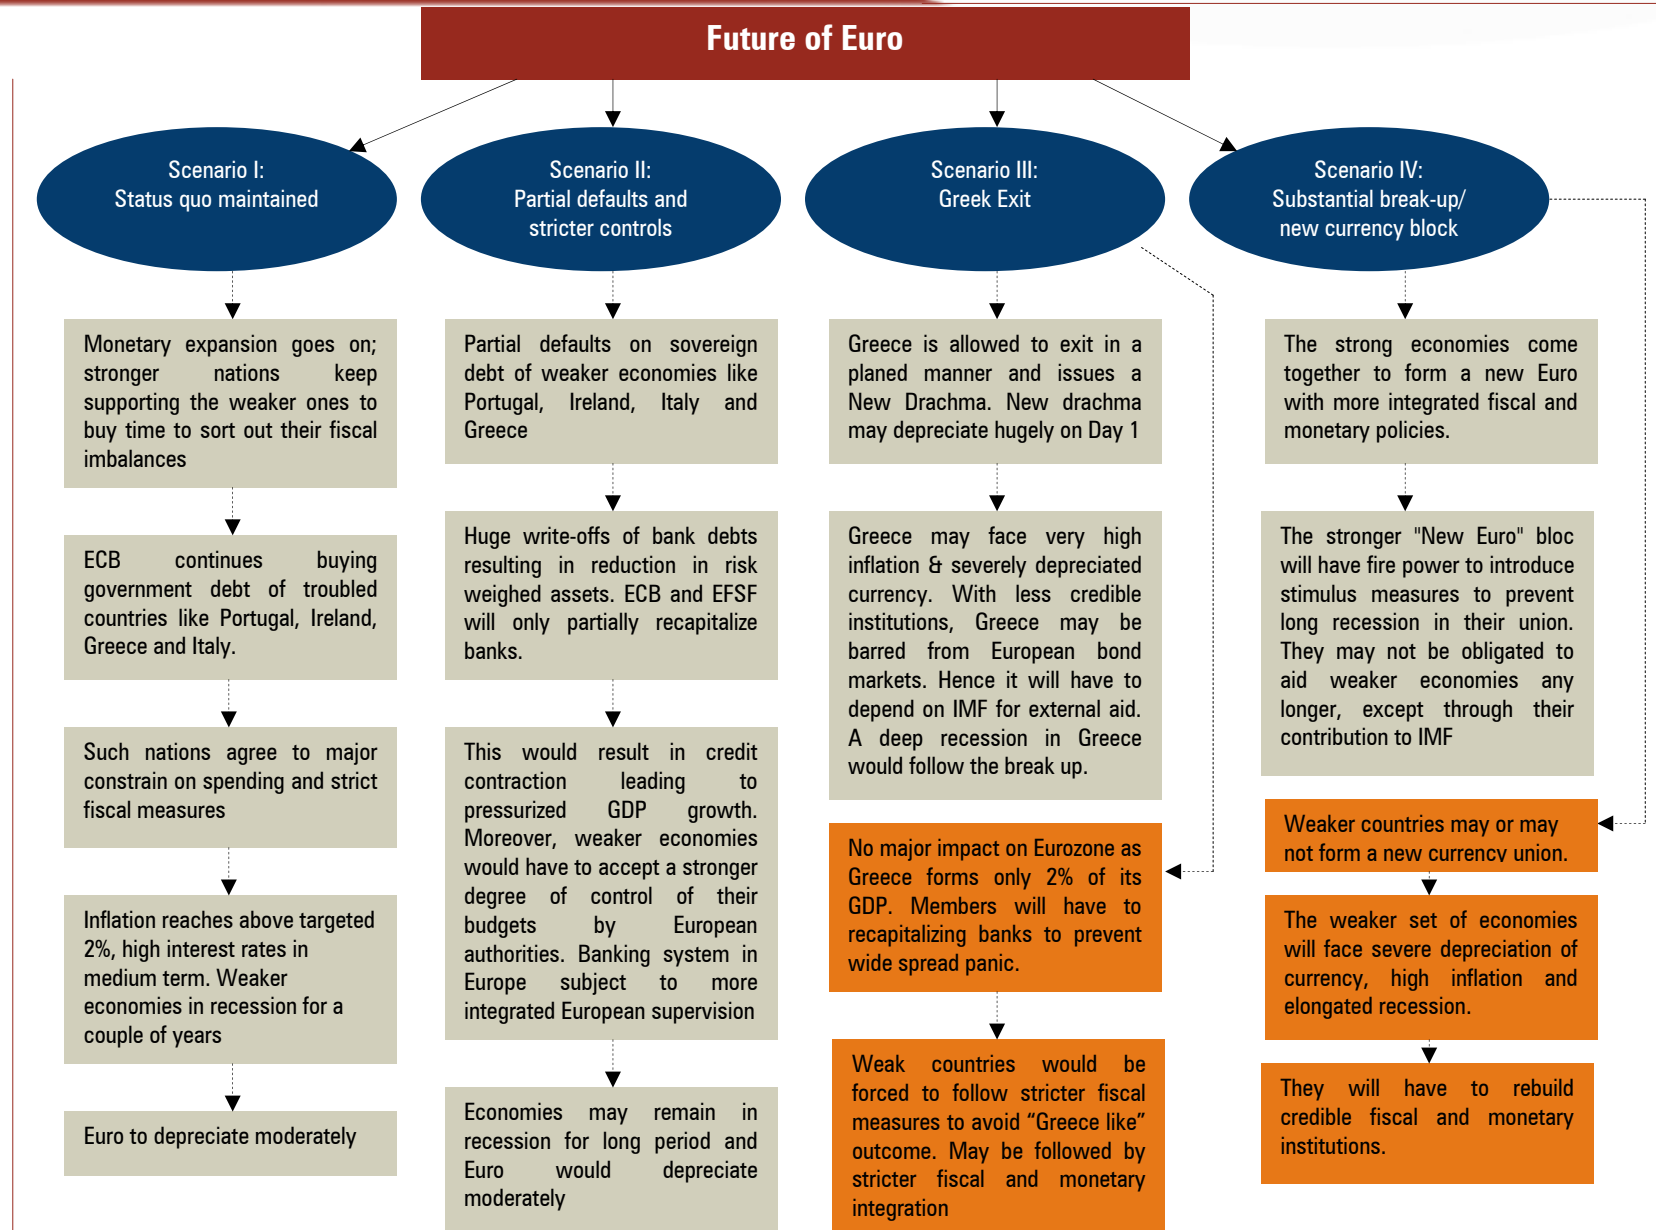 Future of Euro
Scenario I:
Status quo maintained
Monetary expansion goes on;
stronger nations keep
supporting the weaker ones to
buy time to sort out their fiscal
imbalances
ECB continues buying
government debt of troubled
countries like Portugal, Ireland,
Greece and Italy.
Such nations agree to major
constrain on spending and strict
fiscal measures
Inflation reaches above targeted
2%, high interest rates in
medium term. Weaker
economies in recession for a
couple of years
Euro to depreciate moderately
Scenario II:
Partial defaults and
stricter controls
Partial defaults on sovereign
debt of weaker economies like
Portugal, Ireland, Italy and
Greece
Huge write-offs of bank debts
resulting in reduction in risk
weighed assets. ECB and EFSF
will only partially recapitalize
banks.
This would result in credit
contraction leading to
pressurized GDP growth.
Moreover, weaker economies
would have to accept a stronger
degree of control of their
budgets by European
authorities. Banking system in
Europe subject to more
integrated European supervision
Economies may remain in
recession for long period and
Euro would depreciate
moderately
Scenario III:
Greek Exit
Greece is allowed to exit in a
planed manner and issues a
New Drachma. New drachma
may depreciate hugely on Day 1
Greece may face very high
inflation & severely depreciated
currency. With less credible
institutions, Greece may be
barred from European bond
markets. Hence it will have to
depend on IMF for external aid.
A deep recession in Greece
would follow the break up.
No major impact on Eurozone as
Greece forms only 2% of its
GDP. Members will have to
recapitalizing banks to prevent
wide spread panic.
Weak countries would be
forced to follow stricter fiscal
measures to avoid “Greece like”
outcome. May be followed by
stricter fiscal and monetary
integration
Scenario IV:
Substantial break-up/
new currency block
The strong economies come
together to form a new Euro
with more integrated fiscal and
monetary policies.
The stronger "New Euro" bloc
will have fire power to introduce
stimulus measures to prevent
long recession in their union.
They may not be obligated to
aid weaker economies any
longer, except through their
contribution to IMF
Weaker countries may or may
not form a new currency union.
The weaker set of economies
will face severe depreciation of
currency, high inflation and
elongated recession.
They will have to rebuild
credible fiscal and monetary
institutions.